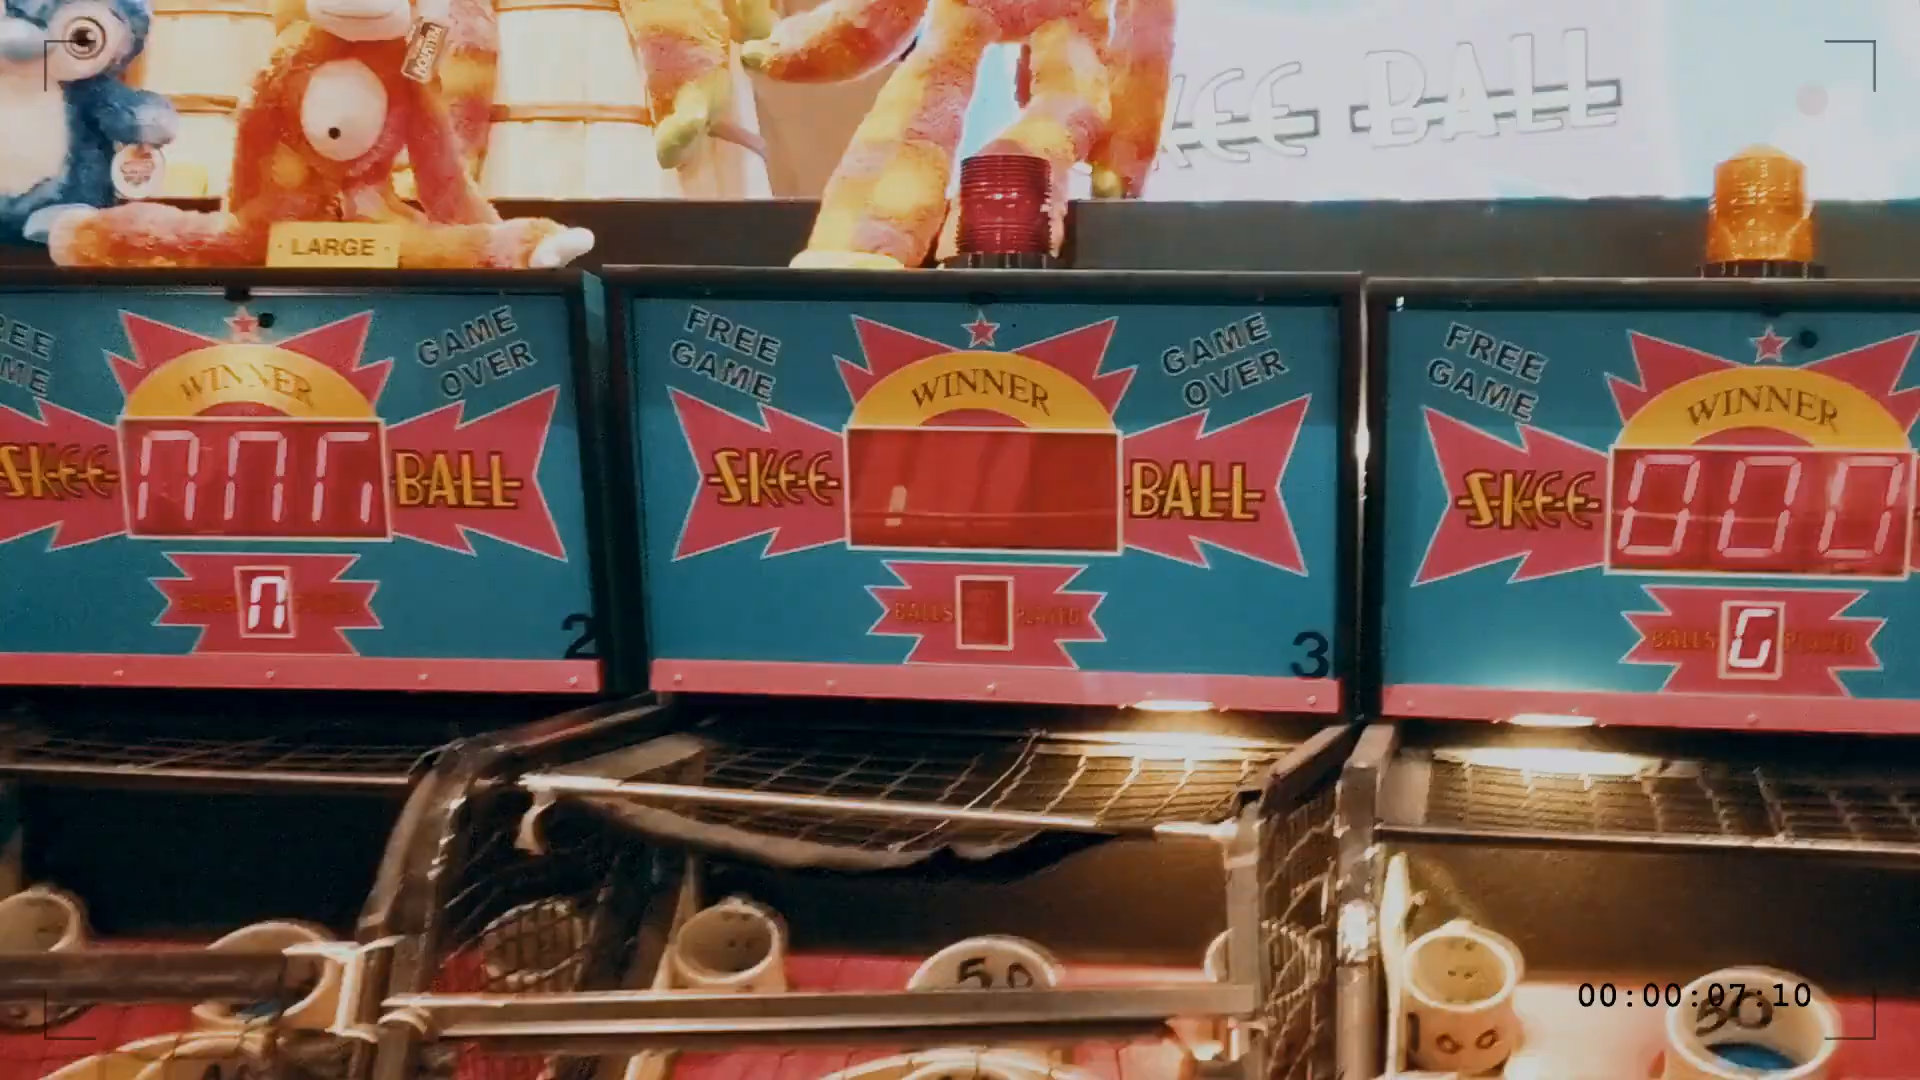 SKEE BALL
LARGE
FREE
GAME
WINNER
GAME
OVER
SKEE
BALL
2
FREE
GAME
WINNER
GAME
OVER
SKEE
BALL
BALLS
PLAYED
3
FREE
GAME
WINNER
SKEE
000
BALLS
PLAYED
50
100
50
00:00:07:10